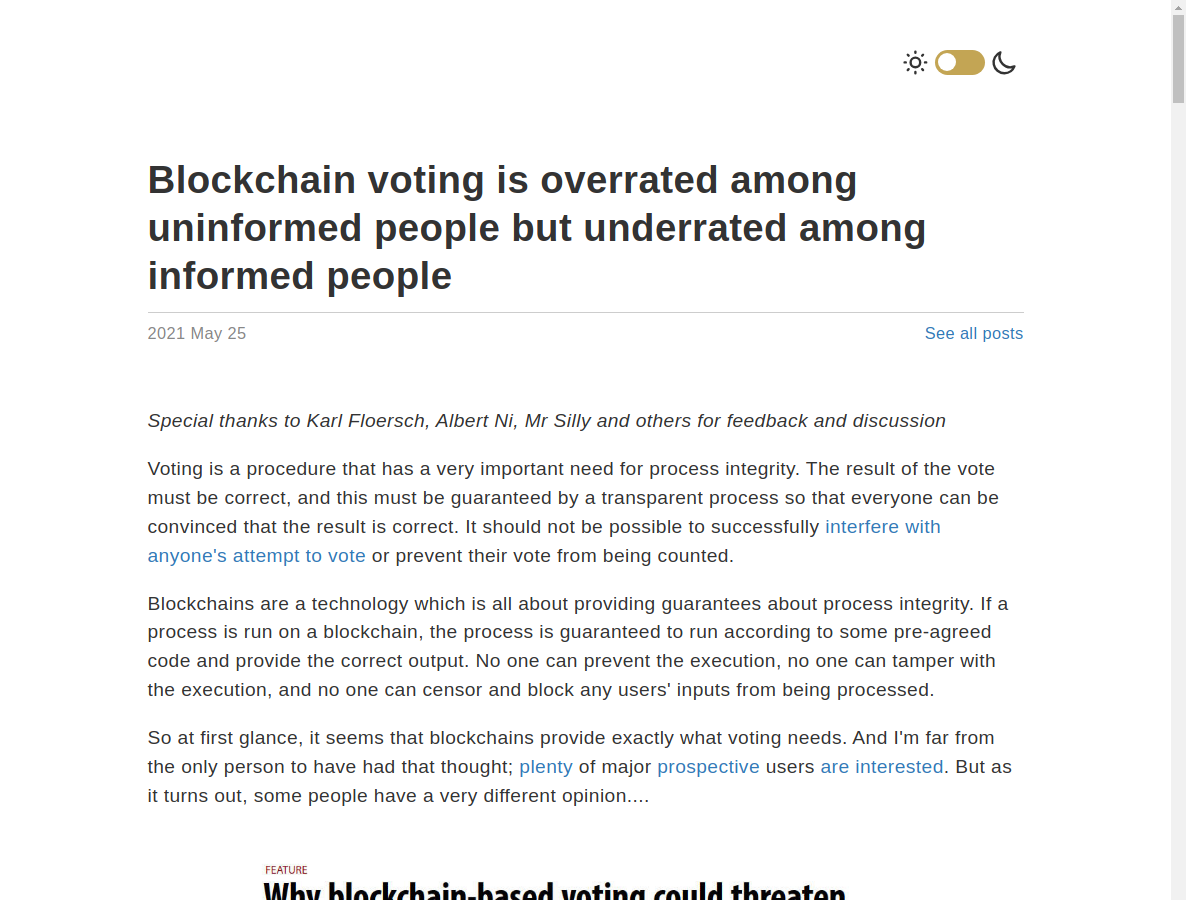 Blockchain voting is overrated among
uninformed people but underrated among
informed people
2021 May 25
See all posts
Special thanks to Karl Floersch, Albert Ni, Mr Silly and others for feedback and discussion
Voting is a procedure that has a very important need for process integrity. The result of the vote
must be correct, and this must be guaranteed by a transparent process so that everyone can be
convinced that the result is correct. It should not be possible to successfully interfere with
anyone's attempt to vote or prevent their vote from being counted.
Blockchains are a technology which is all about providing guarantees about process integrity. If a
process is run on a blockchain, the process is guaranteed to run according to some pre-agreed
code and provide the correct output. No one can prevent the execution, no one can tamper with
the execution, and no one can censor and block any users' inputs from being processed.
So at first glance, it seems that blockchains provide exactly what voting needs. And I'm far from
the only person to have had that thought; plenty of major prospective users are interested. But as
it turns out, some people have a very different opinion....
FEATURE
Why blockchain-based voting could threaten